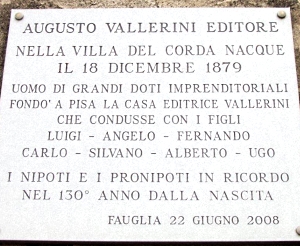 AUGUSTO VALLERINI EDITORE
NELLA VILLA DEL CORDA NACQUE
IL 18 DICEMBRE 1879
UOMO DI GRANDI DOTI IMPRENDITORIALI
FONDO' A PISA LA CASA EDITRICE VALLERINI
CHE CONDUSSE CON I FIGLI
LUIGI - ANGELO - FERNANDO
CARLO - SILVANO - ALBERTO - UGO
I NIPOTI E I PRONIPOTI IN RICORDO
NEL 130° ANNO DALLA NASCITA
FAUGLIA 22 GIUGNO 2008